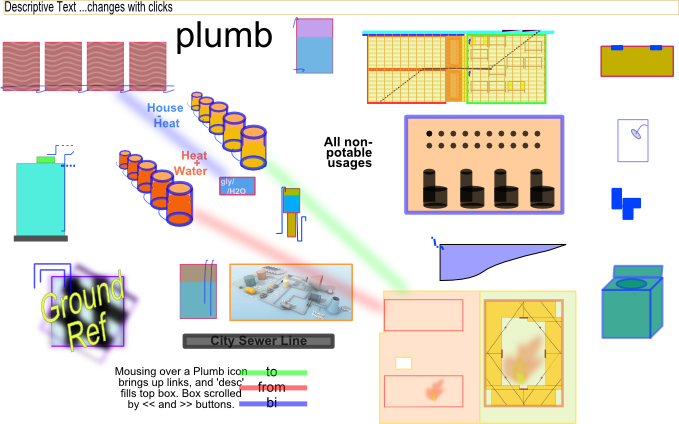 Descriptive Text ...changes with clicks
plumb
House
-
Heat
Heat
+
Water
All non-
potable
usages
gly/
/H2O
Ground
Ref
City Sewer Line
Mousing over a Plumb icon
brings up links, and 'desc'
fills top box. Box scrolled
by << and >> buttons.
to
from
bi